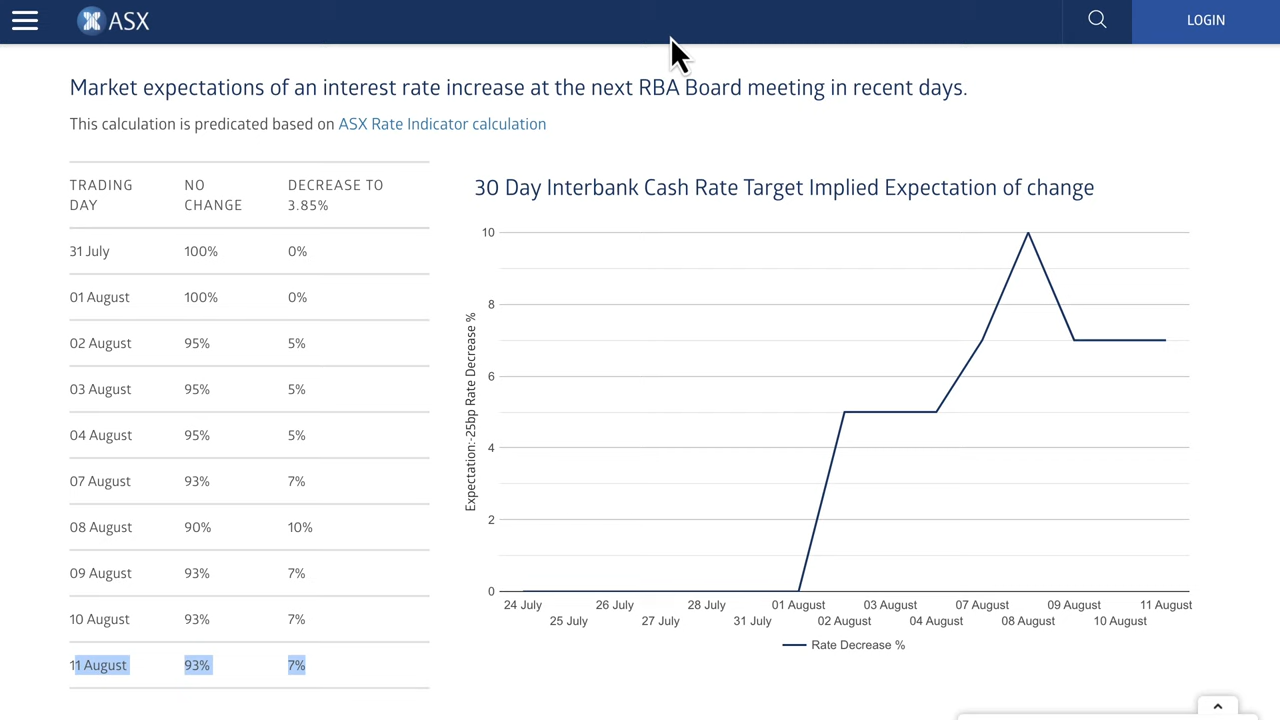 ASX
LOGIN
Market expectations of an interest rate increase at the next RBA Board meeting in recent days.
This calculation is predicated based on ASX Rate Indicator calculation
TRADING DAY NO CHANGE DECREASE TO 3.85%
31 July 100% 0%
01 August 100% 0%
02 August 95% 5%
03 August 95% 5%
04 August 95% 5%
07 August 93% 7%
08 August 90% 10%
09 August 93% 7%
10 August 93% 7%
11 August 93% 7%
30 Day Interbank Cash Rate Target Implied Expectation of change
Expectation:-25bp Rate Decrease %
10
8
6
4
2
0
24 July 26 July 28 July 01 August 03 August 07 August 09 August 11 August
25 July 27 July 31 July 02 August 04 August 08 August 10 August
Rate Decrease %